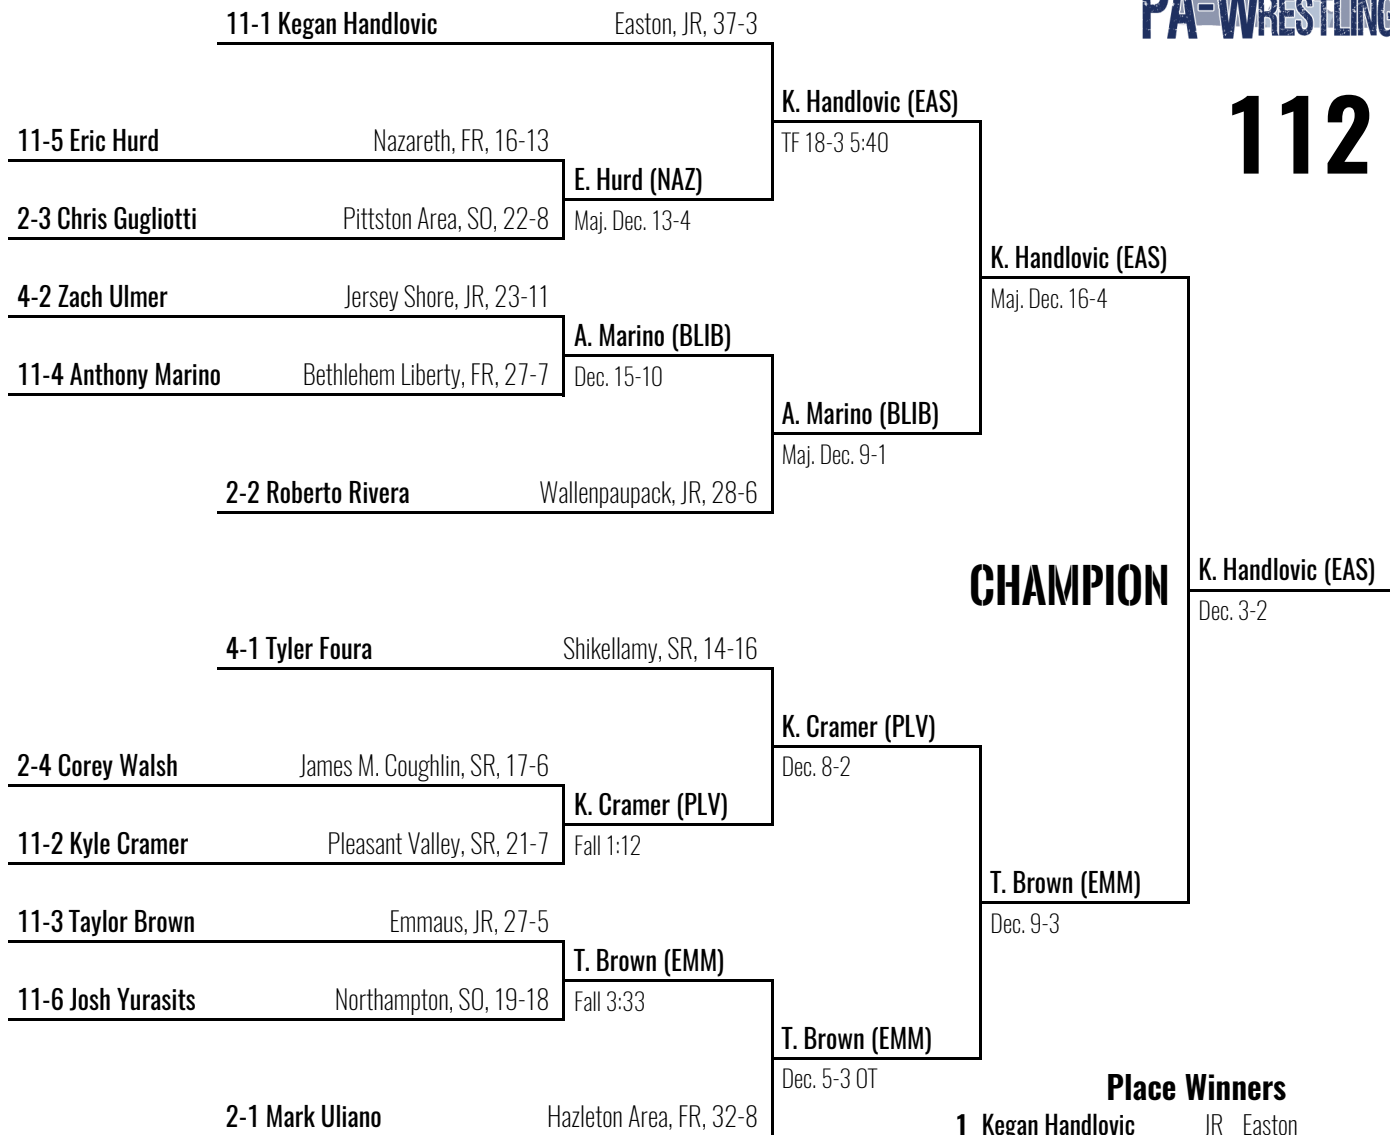 PA-WRESTLING
112
11-1 Kegan Handlovic Easton, JR, 37-3
K. Handlovic (EAS)
TF 18-3 5:40
11-5 Eric Hurd Nazareth, FR, 16-13
E. Hurd (NAZ)
Maj. Dec. 13-4
2-3 Chris Gugliotti Pittston Area, SO, 22-8
K. Handlovic (EAS)
Maj. Dec. 16-4
4-2 Zach Ulmer Jersey Shore, JR, 23-11
A. Marino (BLIB)
Dec. 15-10
11-4 Anthony Marino Bethlehem Liberty, FR, 27-7
A. Marino (BLIB)
Maj. Dec. 9-1
2-2 Roberto Rivera Wallenpaupack, JR, 28-6
CHAMPION
K. Handlovic (EAS)
Dec. 3-2
4-1 Tyler Foura Shikellamy, SR, 14-16
K. Cramer (PLV)
Dec. 8-2
2-4 Corey Walsh James M. Coughlin, SR, 17-6
K. Cramer (PLV)
Fall 1:12
11-2 Kyle Cramer Pleasant Valley, SR, 21-7
T. Brown (EMM)
Dec. 9-3
11-3 Taylor Brown Emmaus, JR, 27-5
T. Brown (EMM)
Fall 3:33
11-6 Josh Yurasits Northampton, SO, 19-18
T. Brown (EMM)
Dec. 5-3 OT
2-1 Mark Uliano Hazleton Area, FR, 32-8
Place Winners
1 Kegan Handlovic JR Easton